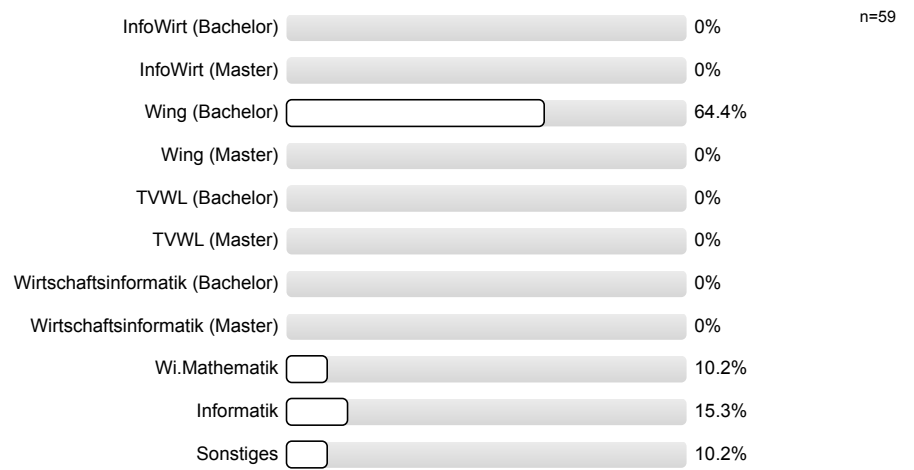 n=59
InfoWirt (Bachelor) 0%
InfoWirt (Master) 0%
Wing (Bachelor) 64.4%
Wing (Master) 0%
TVWL (Bachelor) 0%
TVWL (Master) 0%
Wirtschaftsinformatik (Bachelor) 0%
Wirtschaftsinformatik (Master) 0%
Wi.Mathematik 10.2%
Informatik 15.3%
Sonstiges 10.2%